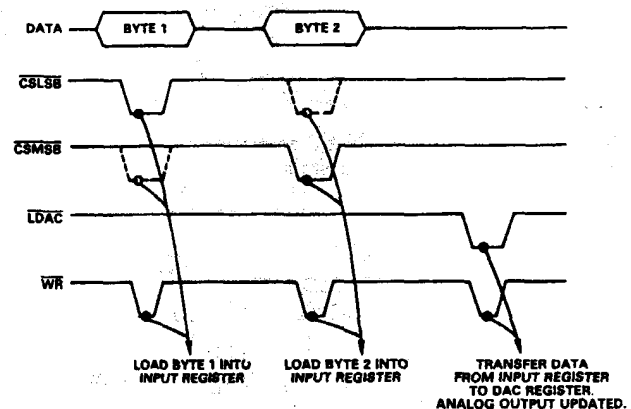 DATA
BYTE 1
BYTE 2
CSLSB
CSMSB
LDAC
WR
LOAD BYTE 1 INTO
INPUT REGISTER
LOAD BYTE 2 INTO
INPUT REGISTER
TRANSFER DATA
FROM INPUT REGISTER
TO DAC REGISTER.
ANALOG OUTPUT UPDATED.